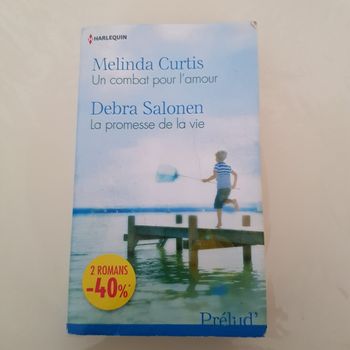 HARLEQUIN
Melinda Curtis
Un combat pour l'amour
Debra Salonen
La promesse de la vie
2 ROMANS
-40%*
Prélud'